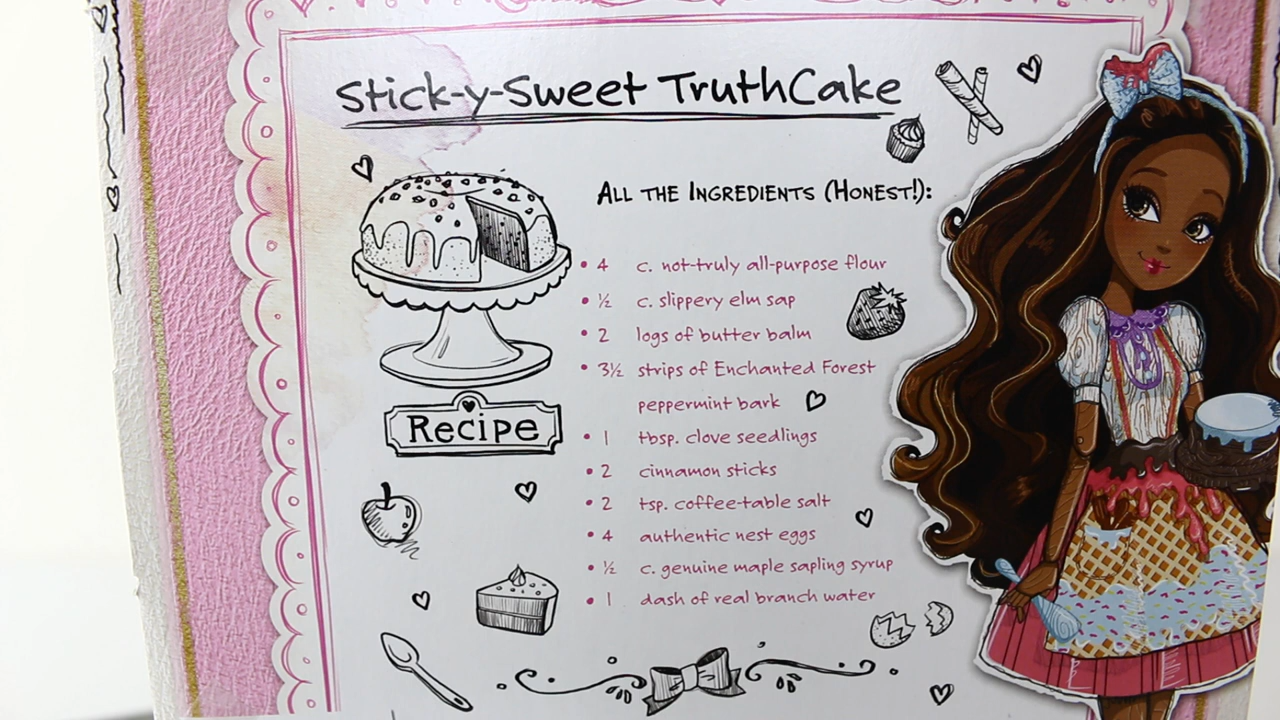 Stick-y-Sweet TruthCake
All the Ingredients (Honest!):
• 4 c. not-truly all-purpose flour
• ½ c. slippery elm sap
• 2 logs of butter balm
• 3½ strips of Enchanted Forest
peppermint bark
• 1 tbsp. clove seedlings
• 2 cinnamon sticks
• 2 tsp. coffee-table salt
• 4 authentic nest eggs
• ½ c. genuine maple sapling syrup
• 1 dash of real branch water
Recipe